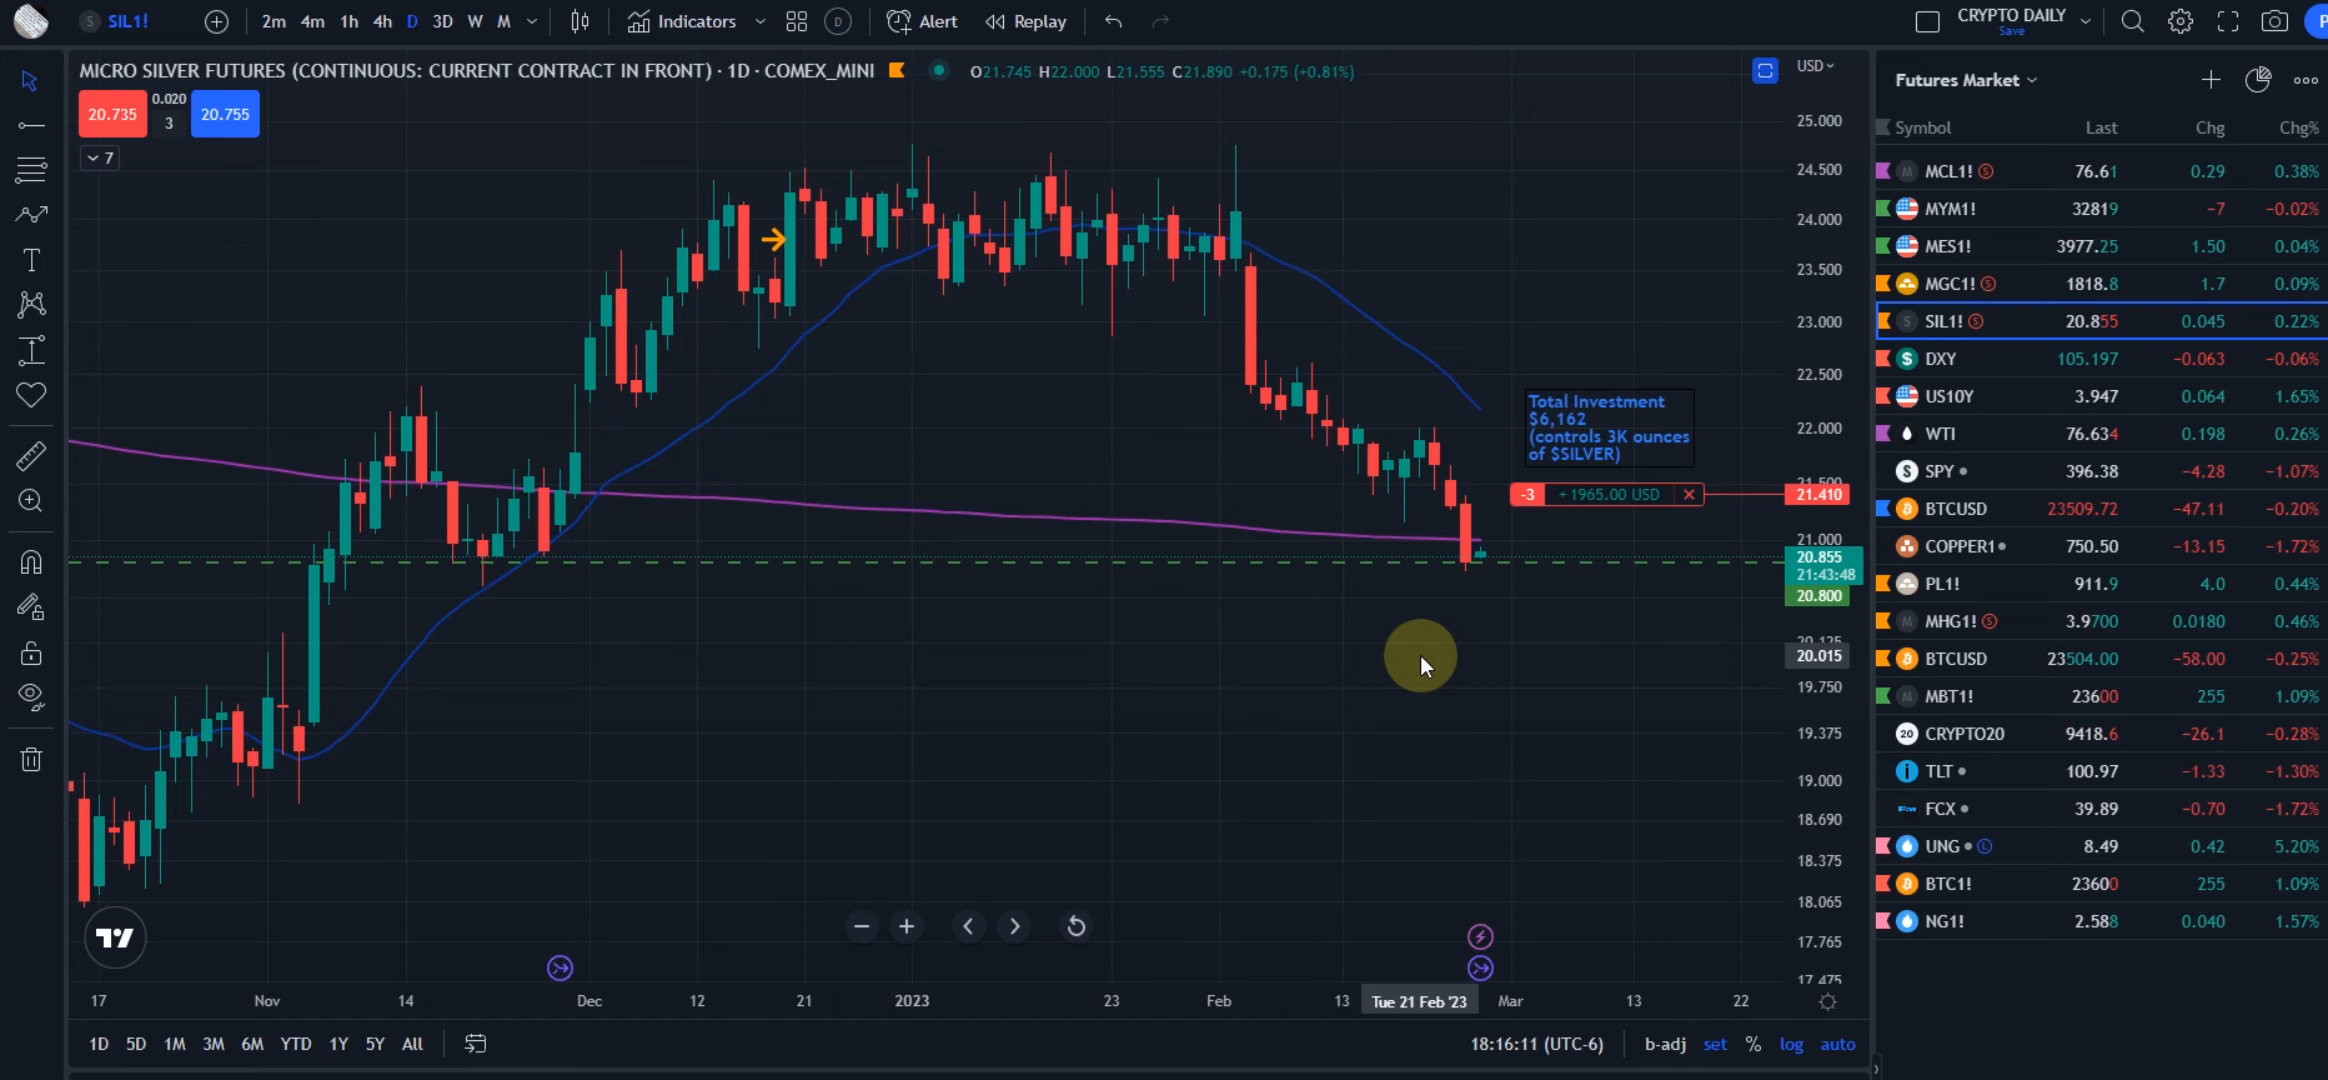 SIL1!
2m 4m 1h 4h D 3D W M
Indicators
D
Alert
Replay
CRYPTO DAILY
Save
MICRO SILVER FUTURES (CONTINUOUS: CURRENT CONTRACT IN FRONT) · 1D · COMEX_MINI
O21.745 H22.000 L21.555 C21.890 +0.175 (+0.81%)
USD
20.735
0.020
3
20.755
7
25.000
24.500
24.000
23.500
23.000
22.500
22.000
21.500
21.410
21.000
20.855
21:43:48
20.800
20.125
20.015
19.750
19.375
19.000
18.690
18.375
18.065
17.765
17.475
Total Investment
$6,162
(controls 3K ounces
of $SILVER)
-3 +1965.00 USD
17 Nov 14 Dec 12 21 2023 23 Feb 13 Tue 21 Feb '23 Mar 13 22
1D 5D 1M 3M 6M YTD 1Y 5Y All
18:16:11 (UTC-6)
b-adj set % log auto
Futures Market
Symbol Last Chg Chg%
MCL1! 76.61 0.29 0.38%
MYM1! 32819 −7 −0.02%
MES1! 3977.25 1.50 0.04%
MGC1! 1818.8 1.7 0.09%
SIL1! 20.855 0.045 0.22%
DXY 105.197 −0.063 −0.06%
US10Y 3.947 0.064 1.65%
WTI 76.634 0.198 0.26%
SPY 396.38 −4.28 −1.07%
BTCUSD 23509.72 −47.11 −0.20%
COPPER1 750.50 −13.15 −1.72%
PL1! 911.9 4.0 0.44%
MHG1! 3.9700 0.0180 0.46%
BTCUSD 23504.00 −58.00 −0.25%
MBT1! 23600 255 1.09%
CRYPTO20 9418.6 −26.1 −0.28%
TLT 100.97 −1.33 −1.30%
FCX 39.89 −0.70 −1.72%
UNG 8.49 0.42 5.20%
BTC1! 23600 255 1.09%
NG1! 2.588 0.040 1.57%